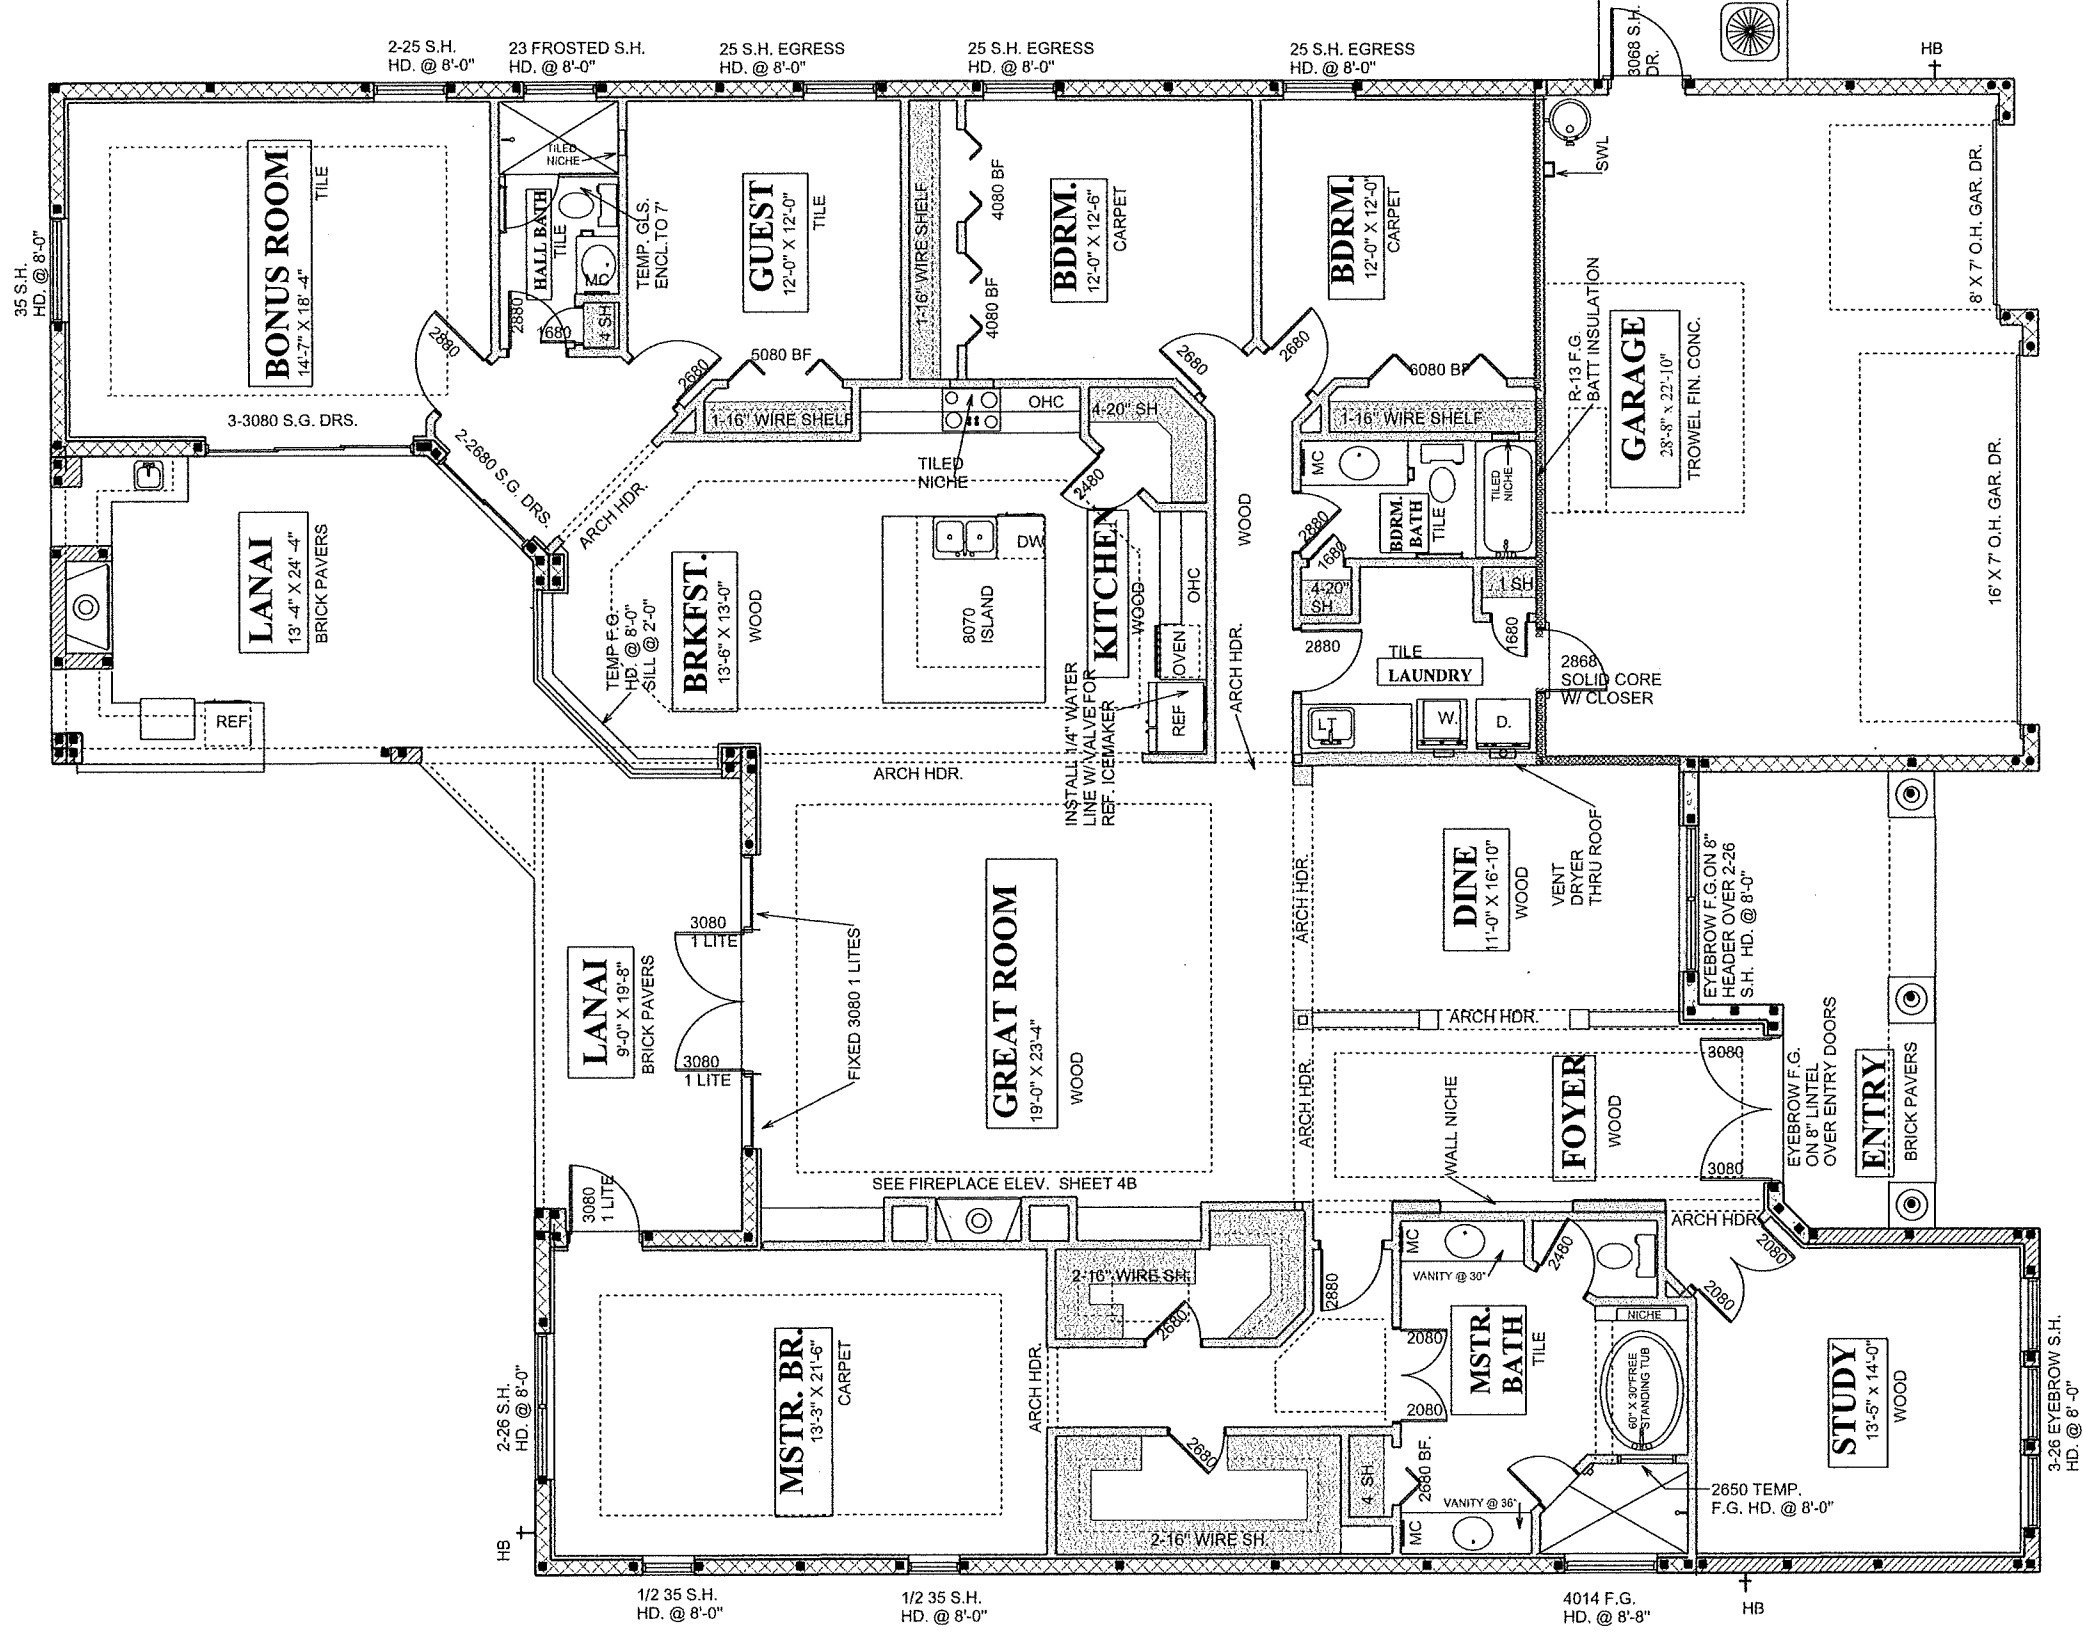 2-25 S.H.
HD. @ 8'-0"
23 FROSTED S.H.
HD. @ 8'-0"
25 S.H. EGRESS
HD. @ 8'-0"
25 S.H. EGRESS
HD. @ 8'-0"
25 S.H. EGRESS
HD. @ 8'-0"
3068 S.H.
DR.
HB
35 S.H.
HD. @ 8'-0"
BONUS ROOM
14'-7" X 18'-4"
TILE
3-3080 S.G. DRS.
2880
TILED
NICHE
HALL BATH
TILE
MC
2880
1680
4 SH
TEMP. GLS.
ENCL.TO 7'
GUEST
12'-0" X 12'-0"
TILE
2680
5080 BF
1-16" WIRE SHELF
1-16" WIRE SHELF
4080 BF
4080 BF
BDRM.
12'-0" X 12'-6"
CARPET
2680
BDRM.
12'-0" X 12'-0"
CARPET
2680
6080 BF
1-16" WIRE SHELF
SWL
R-13 F.G.
BATT INSULATION
GARAGE
28'-8" x 22'-10"
TROWEL FIN. CONC.
8' X 7' O.H. GAR. DR.
16' X 7' O.H. GAR. DR.
2-2680 S.G. DRS.
ARCH HDR.
LANAI
13'-4" X 24'-4"
BRICK PAVERS
REF
TEMP F.G.
HD. @ 8'-0"
SILL @ 2'-0"
BRKFST.
13'-6" X 13'-0"
WOOD
TILED
NICHE
OHC
4-20" SH
2480
DW
8070
ISLAND
KITCHEN
WOOD
OHC
OVEN
REF
INSTALL 1/4" WATER
LINE W/ VALVE FOR
REF. ICEMAKER
WOOD
ARCH HDR.
MC
BDRM.
BATH
TILE
TILED
NICHE
2880
1680
4-20"
SH
1 SH
1680
2880
TILE
LAUNDRY
LT
W.
D.
2868
SOLID CORE
W/ CLOSER
ARCH HDR.
LANAI
9'-0" X 19'-8"
BRICK PAVERS
3080
1 LITE
3080
1 LITE
3080
1 LITE
FIXED 3080 1 LITES
GREAT ROOM
19'-0" X 23'-4"
WOOD
SEE FIREPLACE ELEV. SHEET 4B
ARCH HDR.
ARCH HDR.
DINE
11'-0" X 16'-10"
WOOD
VENT
DRYER
THRU ROOF
EYEBROW F.G.ON 8"
HEADER OVER 2-26
S.H. HD. @ 8'-0"
ARCH HDR.
FOYER
WOOD
WALL NICHE
3080
3080
EYEBROW F.G.
ON 8" LINTEL
OVER ENTRY DOORS
ENTRY
BRICK PAVERS
ARCH HDR.
2-26 S.H.
HD. @ 8'-0"
MSTR. BR.
13'-3" X 21'-6"
CARPET
ARCH HDR.
2-16" WIRE SH.
2680
2680
2-16" WIRE SH.
4 SH.
2880
MC
VANITY @ 30"
2480
2080
2080
MSTR.
BATH
TILE
2680 BF.
VANITY @ 36"
MC
NICHE
60" X 30"FREE
STANDING TUB
2650 TEMP.
F.G. HD. @ 8'-0"
2080
2080
STUDY
13'-5" x 14'-0"
WOOD
3-26 EYEBROW S.H.
HD. @ 8'-0"
HB
1/2 35 S.H.
HD. @ 8'-0"
1/2 35 S.H.
HD. @ 8'-0"
4014 F.G.
HD. @ 8'-8"
HB